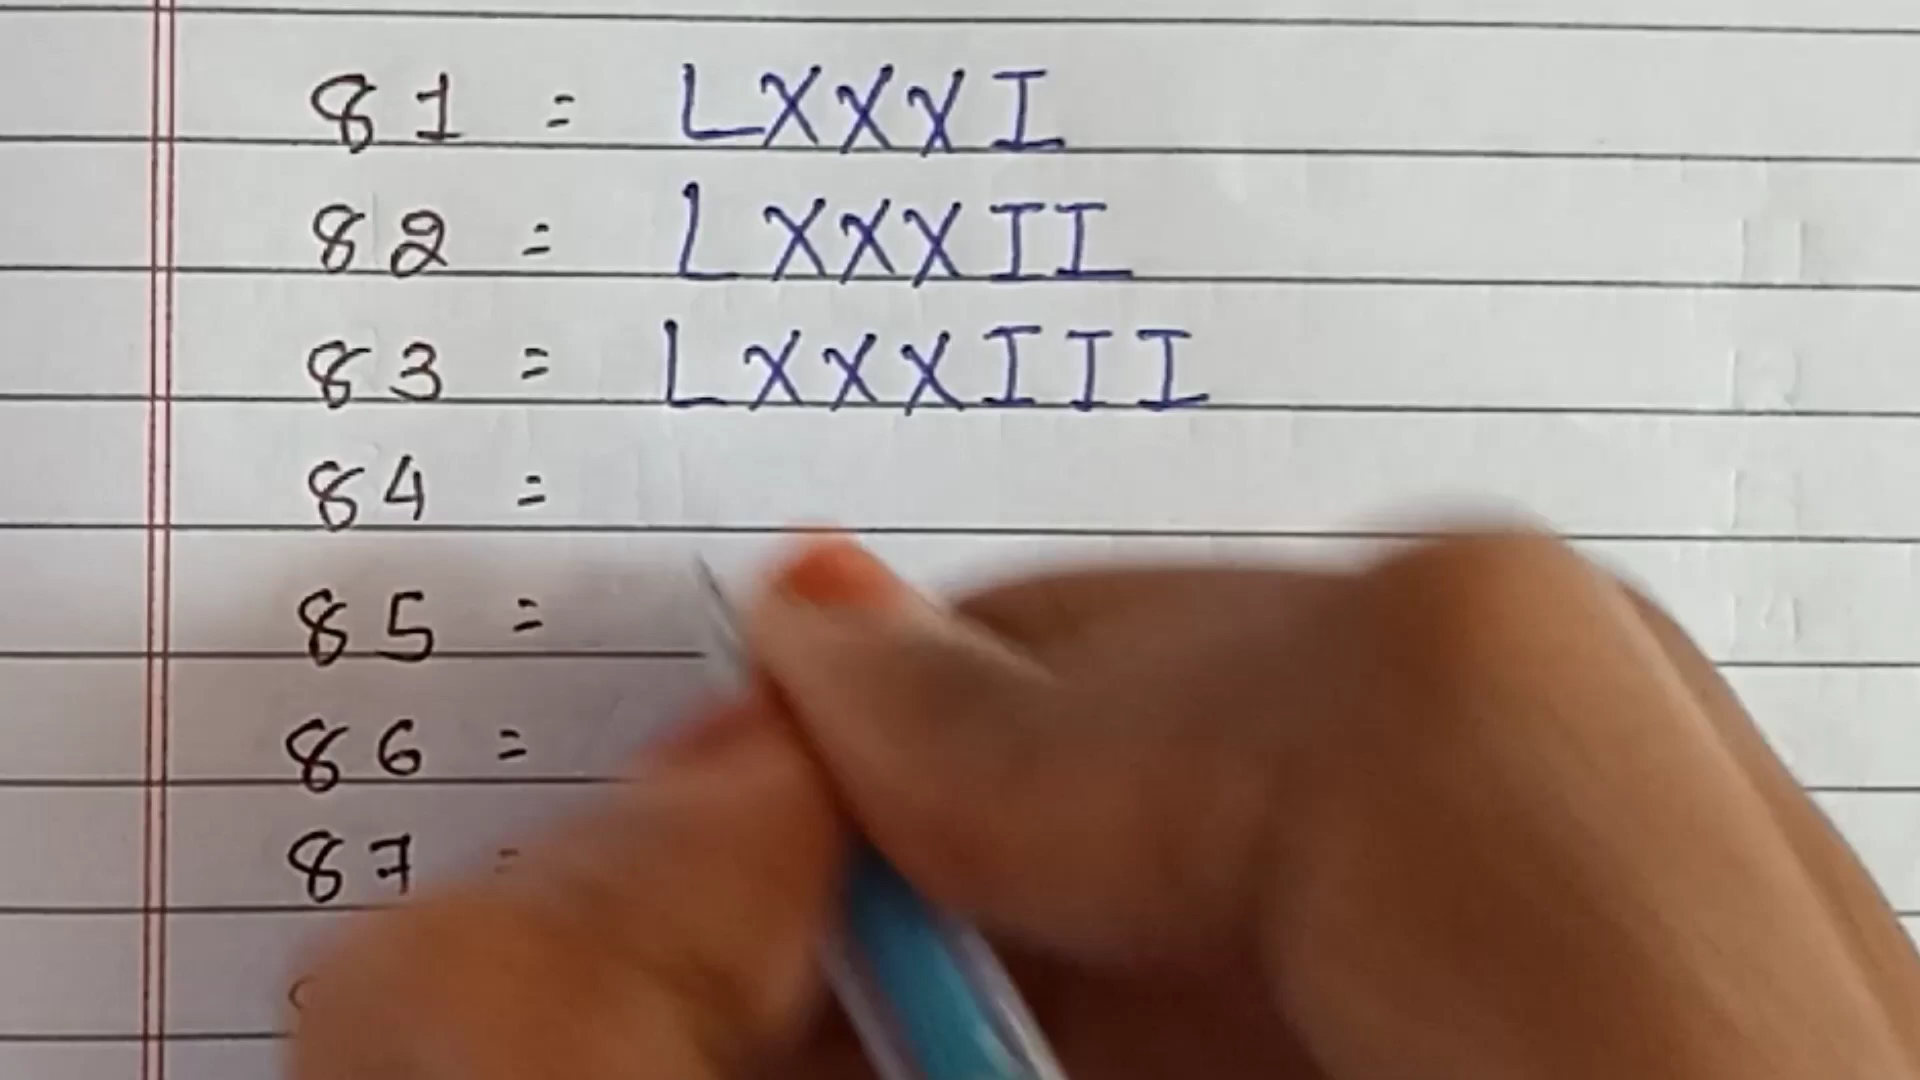 81 = LXXXI
82 = LXXXII
83 = LXXXIII
84 =
85 =
86 =
87 =